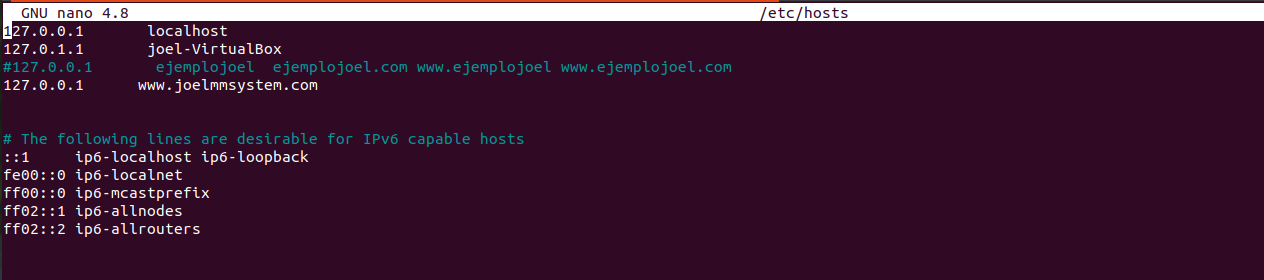 GNU nano 4.8 /etc/hosts
127.0.0.1 localhost
127.0.1.1 joel-VirtualBox
#127.0.0.1 ejemplojoel ejemplojoel.com www.ejemplojoel www.ejemplojoel.com
127.0.0.1 www.joelmmsystem.com
# The following lines are desirable for IPv6 capable hosts
::1 ip6-localhost ip6-loopback
fe00::0 ip6-localnet
ff00::0 ip6-mcastprefix
ff02::1 ip6-allnodes
ff02::2 ip6-allrouters